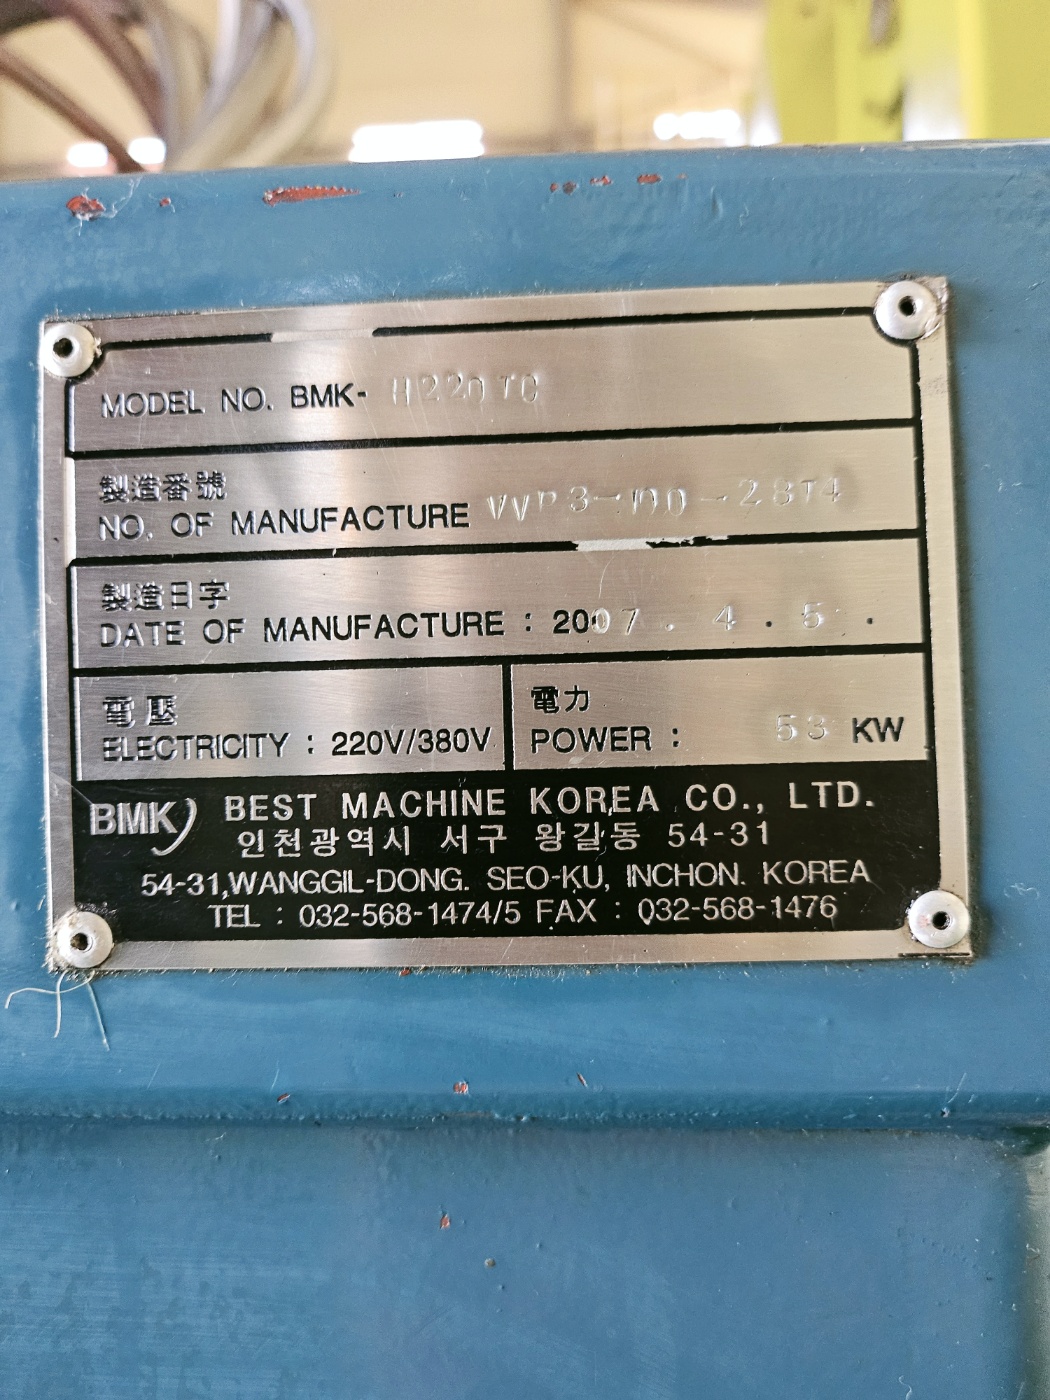 MODEL NO. BMK- H220TC
製造番號
NO. OF MANUFACTURE
製造日字
DATE OF MANUFACTURE : 2007. 4. 5.
電壓
ELECTRICITY : 220V/380V
電力
POWER : 53 KW
BMK BEST MACHINE KOREA CO., LTD.
인천광역시 서구 왕길동 54-31
54-31,WANGGIL-DONG. SEO-KU, INCHON. KOREA
TEL : 032-568-1474/5 FAX : 032-568-1476